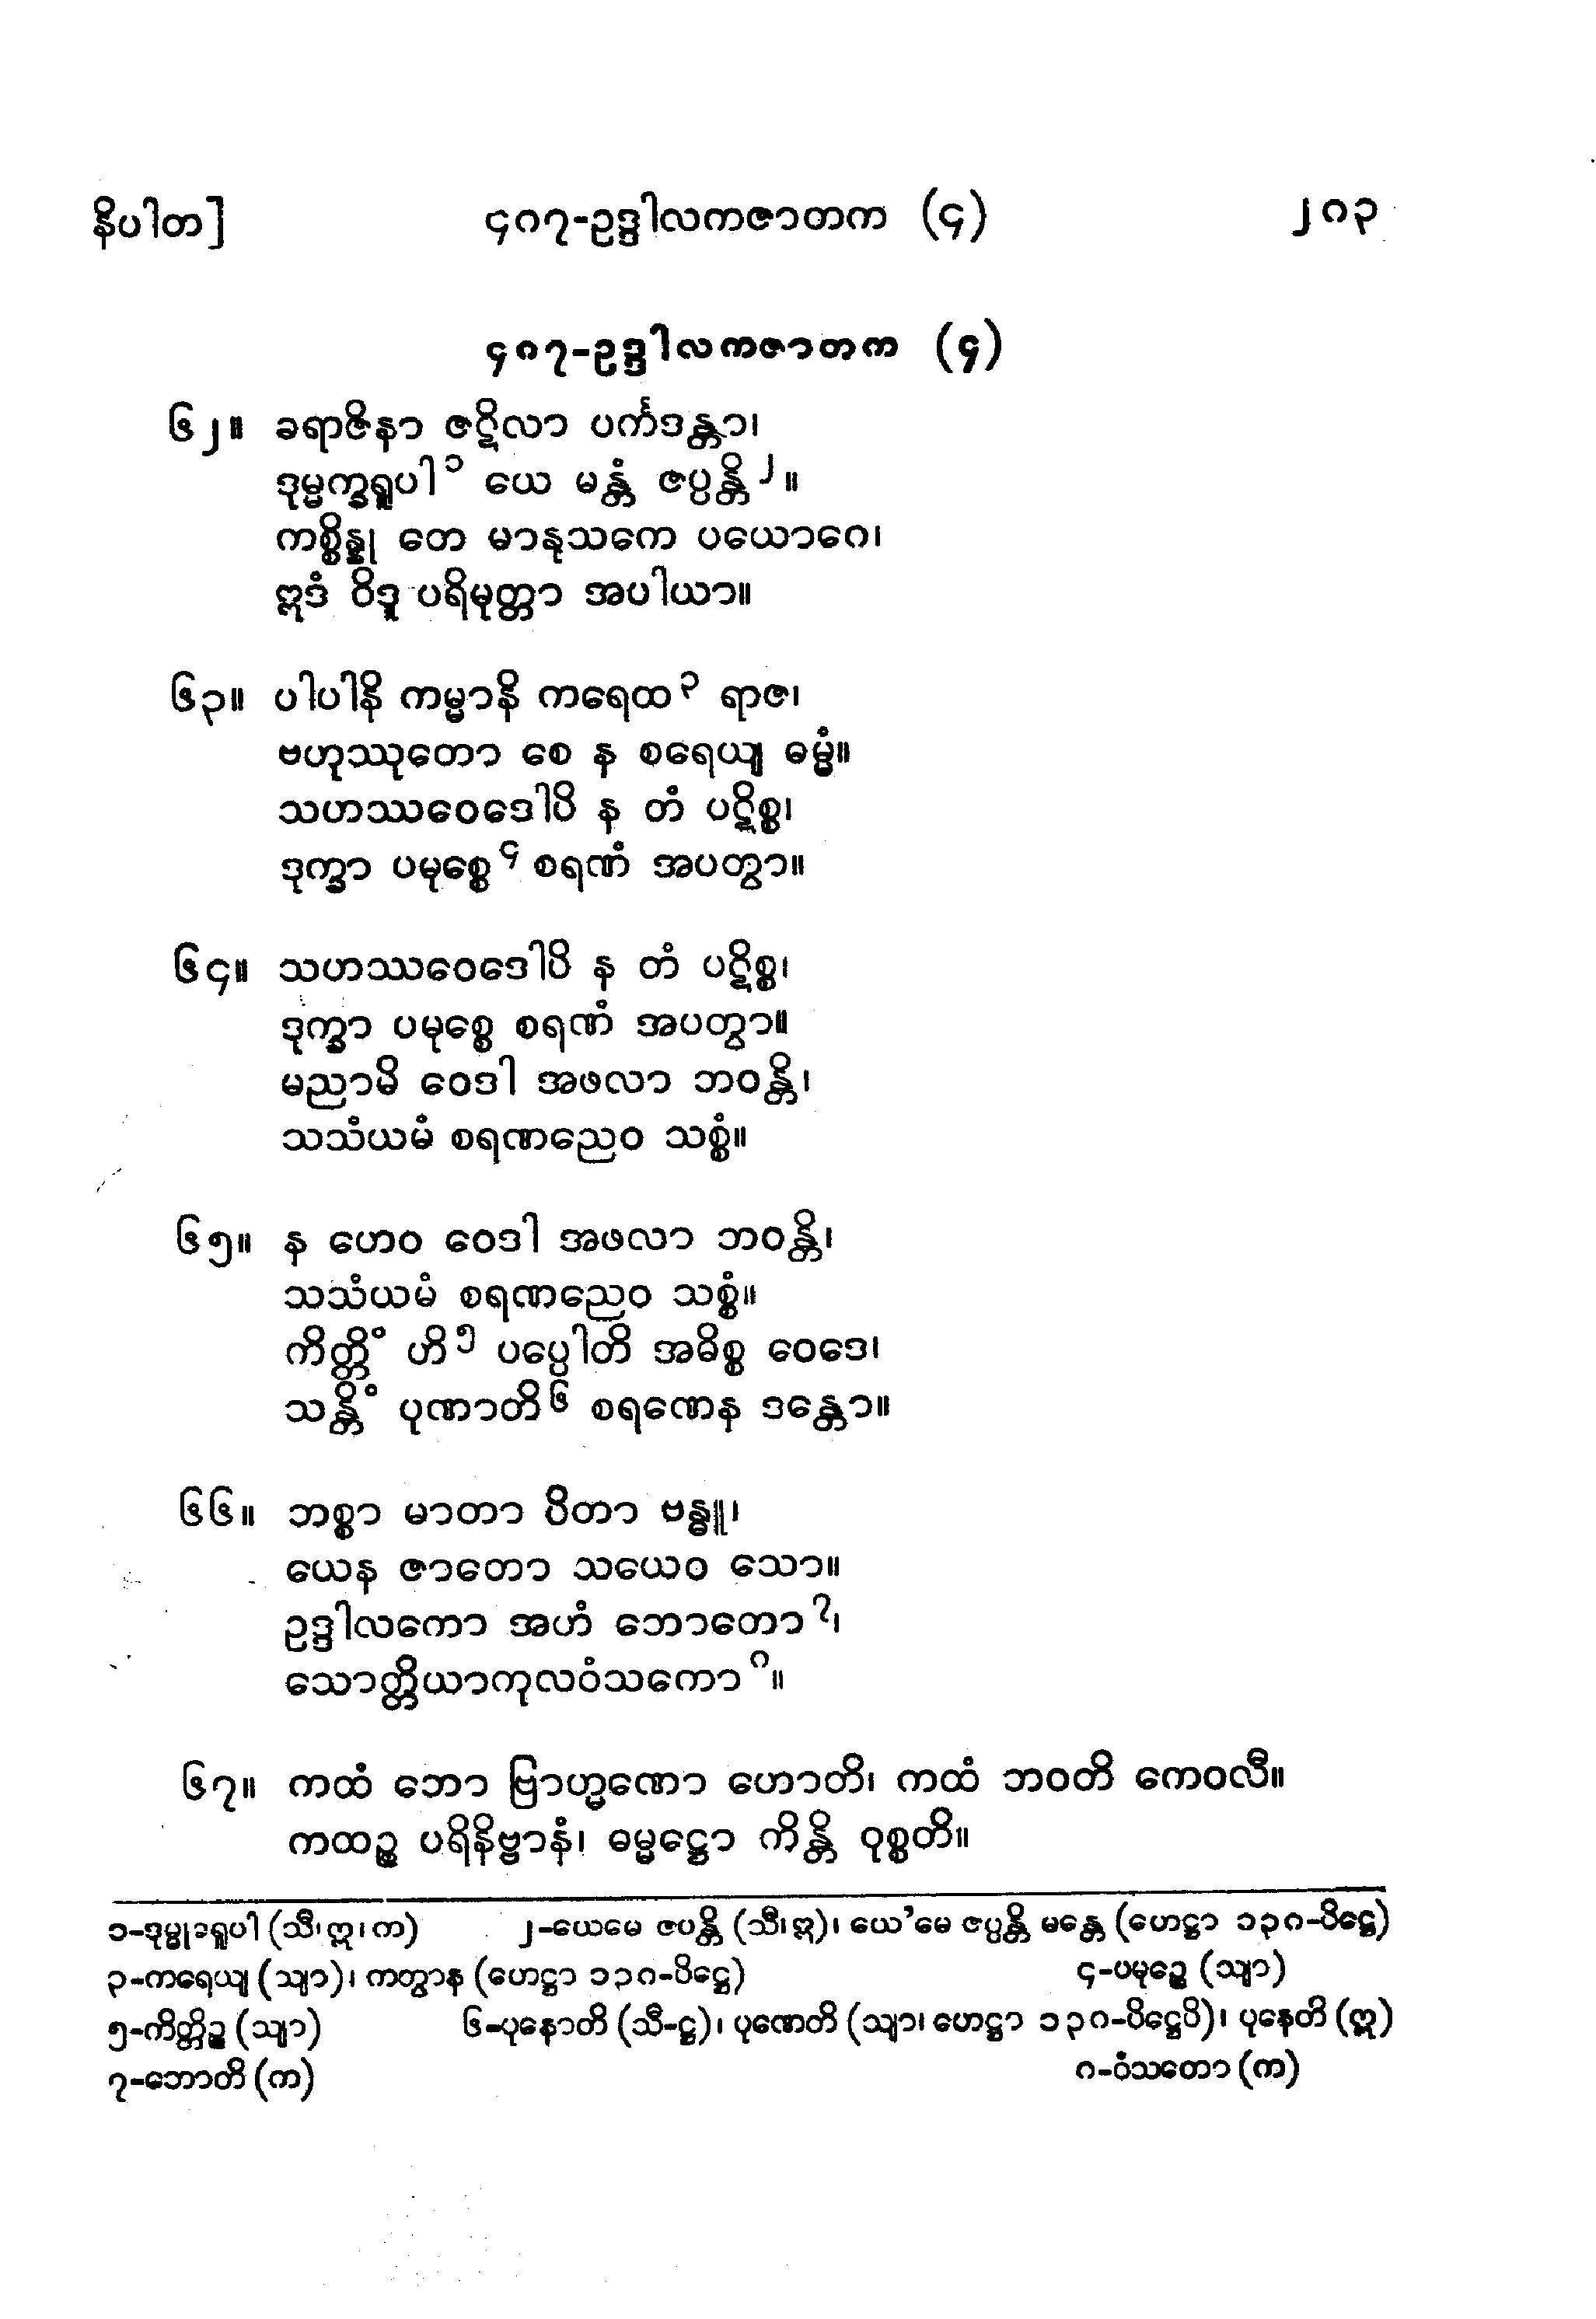 နိပါတ] ၄၈၇-ဥဒ္ဒါလကဇာတက (၄) ၂၈၃
၄၈၇-ဥဒ္ဒါလကဇာတက (၄)
၆၂။ ခရာဇိနာ ဇဋိလာ ပင်္ကဒန္တာ၊
ဒုမ္မက္ခရူပါ ၁ ယေ မန္တံ ဇပ္ပန္တိ ၂ ။
ကစ္စိန္နု တေ မာနုသကေ ပယောဂေ၊
ဣဒံ ဝိဒူ ပရိမုတ္တာ အပါယာ။
၆၃။ ပါပါနိ ကမ္မာနိ ကရေထ ၃ ရာဇ၊
ဗဟုဿုတော စေ န စရေယျ ဓမ္မံ။
သဟဿဝေဒေါပိ န တံ ပဋိစ္စ၊
ဒုက္ခာ ပမုစ္စေ ၄ စရဏံ အပတွာ။
၆၄။ သဟဿဝေဒေါပိ န တံ ပဋိစ္စ၊
ဒုက္ခာ ပမုစ္စေ စရဏံ အပတွာ။
မညာမိ ဝေဒါ အဖလာ ဘဝန္တိ၊
သသံယမံ စရဏညေဝ သစ္စံ။
၆၅။ န ဟေဝ ဝေဒါ အဖလာ ဘဝန္တိ၊
သသံယမံ စရဏညေဝ သစ္စံ။
ကိတ္တိံ ဟိ ၅ ပပ္ပေါတိ အဓိစ္စ ဝေဒေ၊
သန္တိံ ပုဏာတိ ၆ စရဏေန ဒန္တော။
၆၆။ ဘစ္စာ မာတာ ပိတာ ဗန္ဓူ၊
ယေန ဇာတော သယေဝ သော။
ဥဒ္ဒါလကော အဟံ ဘောတော ၇ ၊
သောတ္တိယာကုလဝံသကော ၈ ။
၆၇။ ကထံ ဘော ဗြာဟ္မဏော ဟောတိ၊ ကထံ ဘဝတိ ကေဝလီ။
ကထဉ္စ ပရိနိဗ္ဗာနံ၊ ဓမ္မဋ္ဌော ကိန္တိ ဝုစ္စတိ။
၁-ဒုမ္မုခရူပါ (သီ၊ ဣ၊ က) ၂-ယေမေ ဇပန္တိ (သီ၊ ဣ)၊ ယေ’မေ ဇပ္ပန္တိ မန္တေ (ဟေဋ္ဌာ ၁၃၈-ပိဋ္ဌေ)
၃-ကရေယျ (သျာ)၊ ကတွာန (ဟေဋ္ဌာ ၁၃၈-ပိဋ္ဌေ) ၄-ပမုဉ္စေ (သျာ)
၅-ကိတ္တိဉ္စ (သျာ) ၆-ပုနောတိ (သီ-ဋ္ဌ)၊ ပုဏေတိ (သျာ၊ ဟေဋ္ဌာ ၁၃၈-ပိဋ္ဌေပိ)၊ ပုနေတိ (ဣ)
၇-ဘောတိ (က) ၈-ဝံသတော (က)